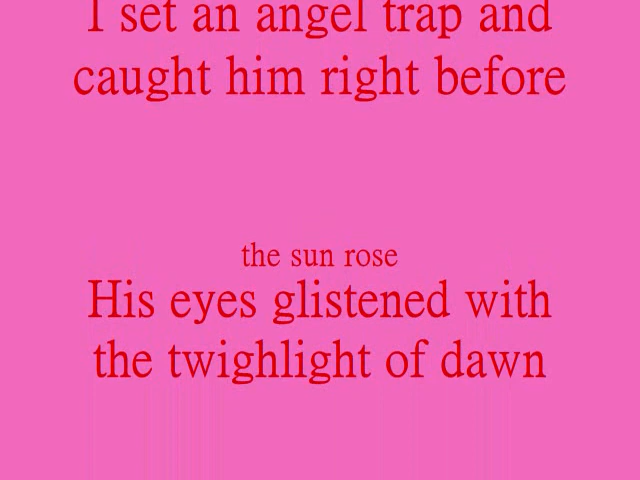 I set an angel trap and
caught him right before
the sun rose
His eyes glistened with
the twighlight of dawn